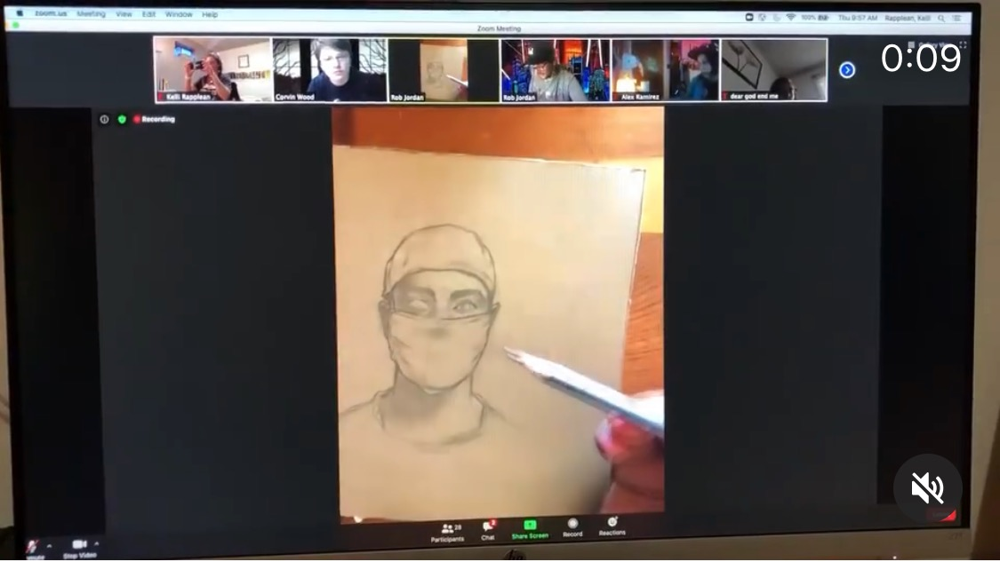 zoom.us Meeting View Edit Window Help 100% Thu 9:57 AM Rapplean, Kelli
Zoom Meeting
0:09
Kelli Rapplean Corvin Wood Rob Jordan Rob Jordan Alex Ramirez dear god end me
Recording
Participants 28 Chat Share Screen Record Reactions
Stop Video
hp